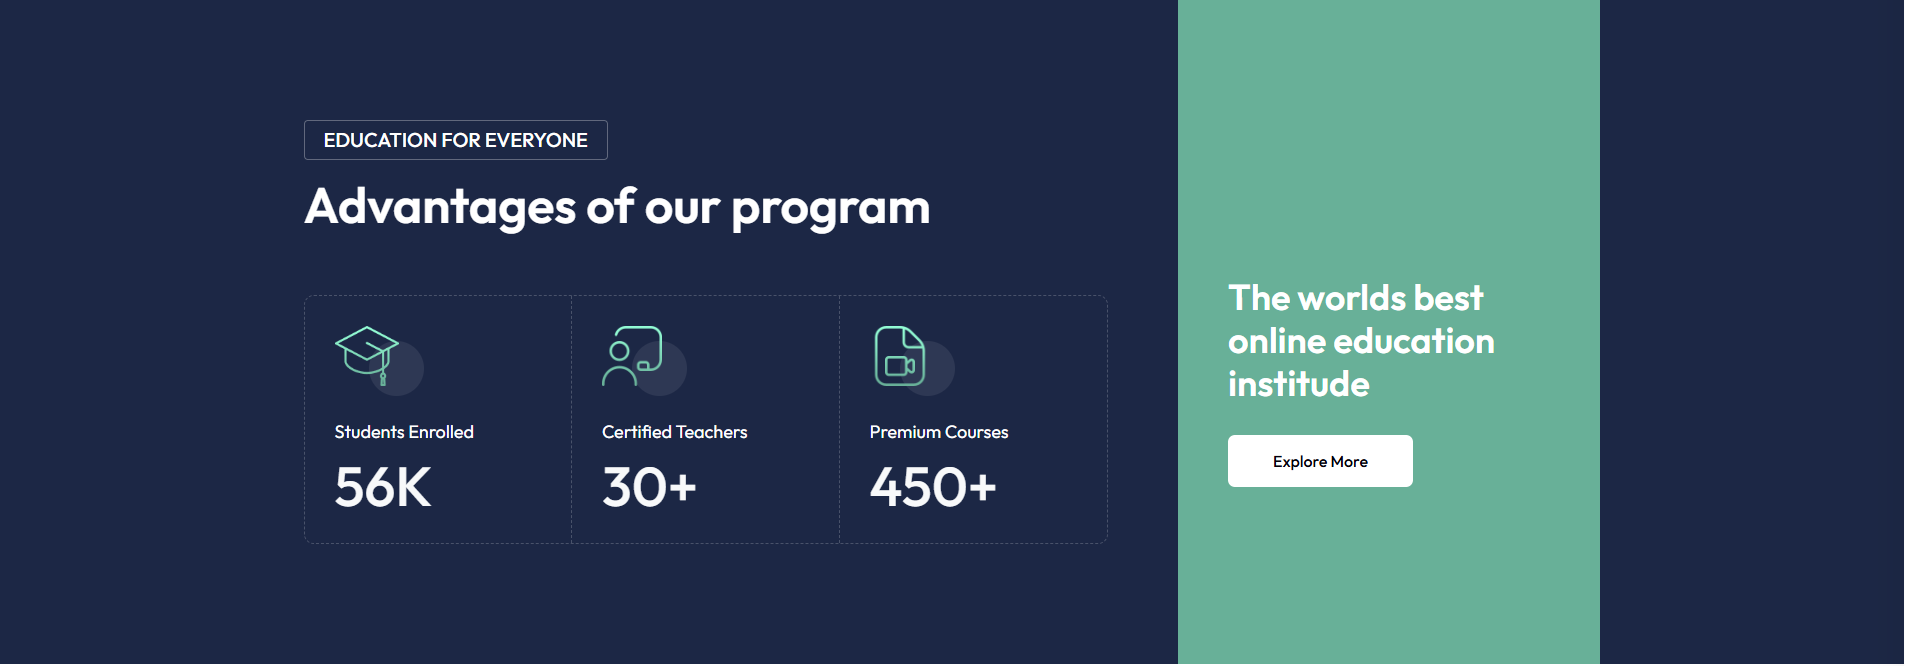 EDUCATION FOR EVERYONE
Advantages of our program
Students Enrolled
56K
Certified Teachers
30+
Premium Courses
450+
The worlds best
online education
institude
Explore More